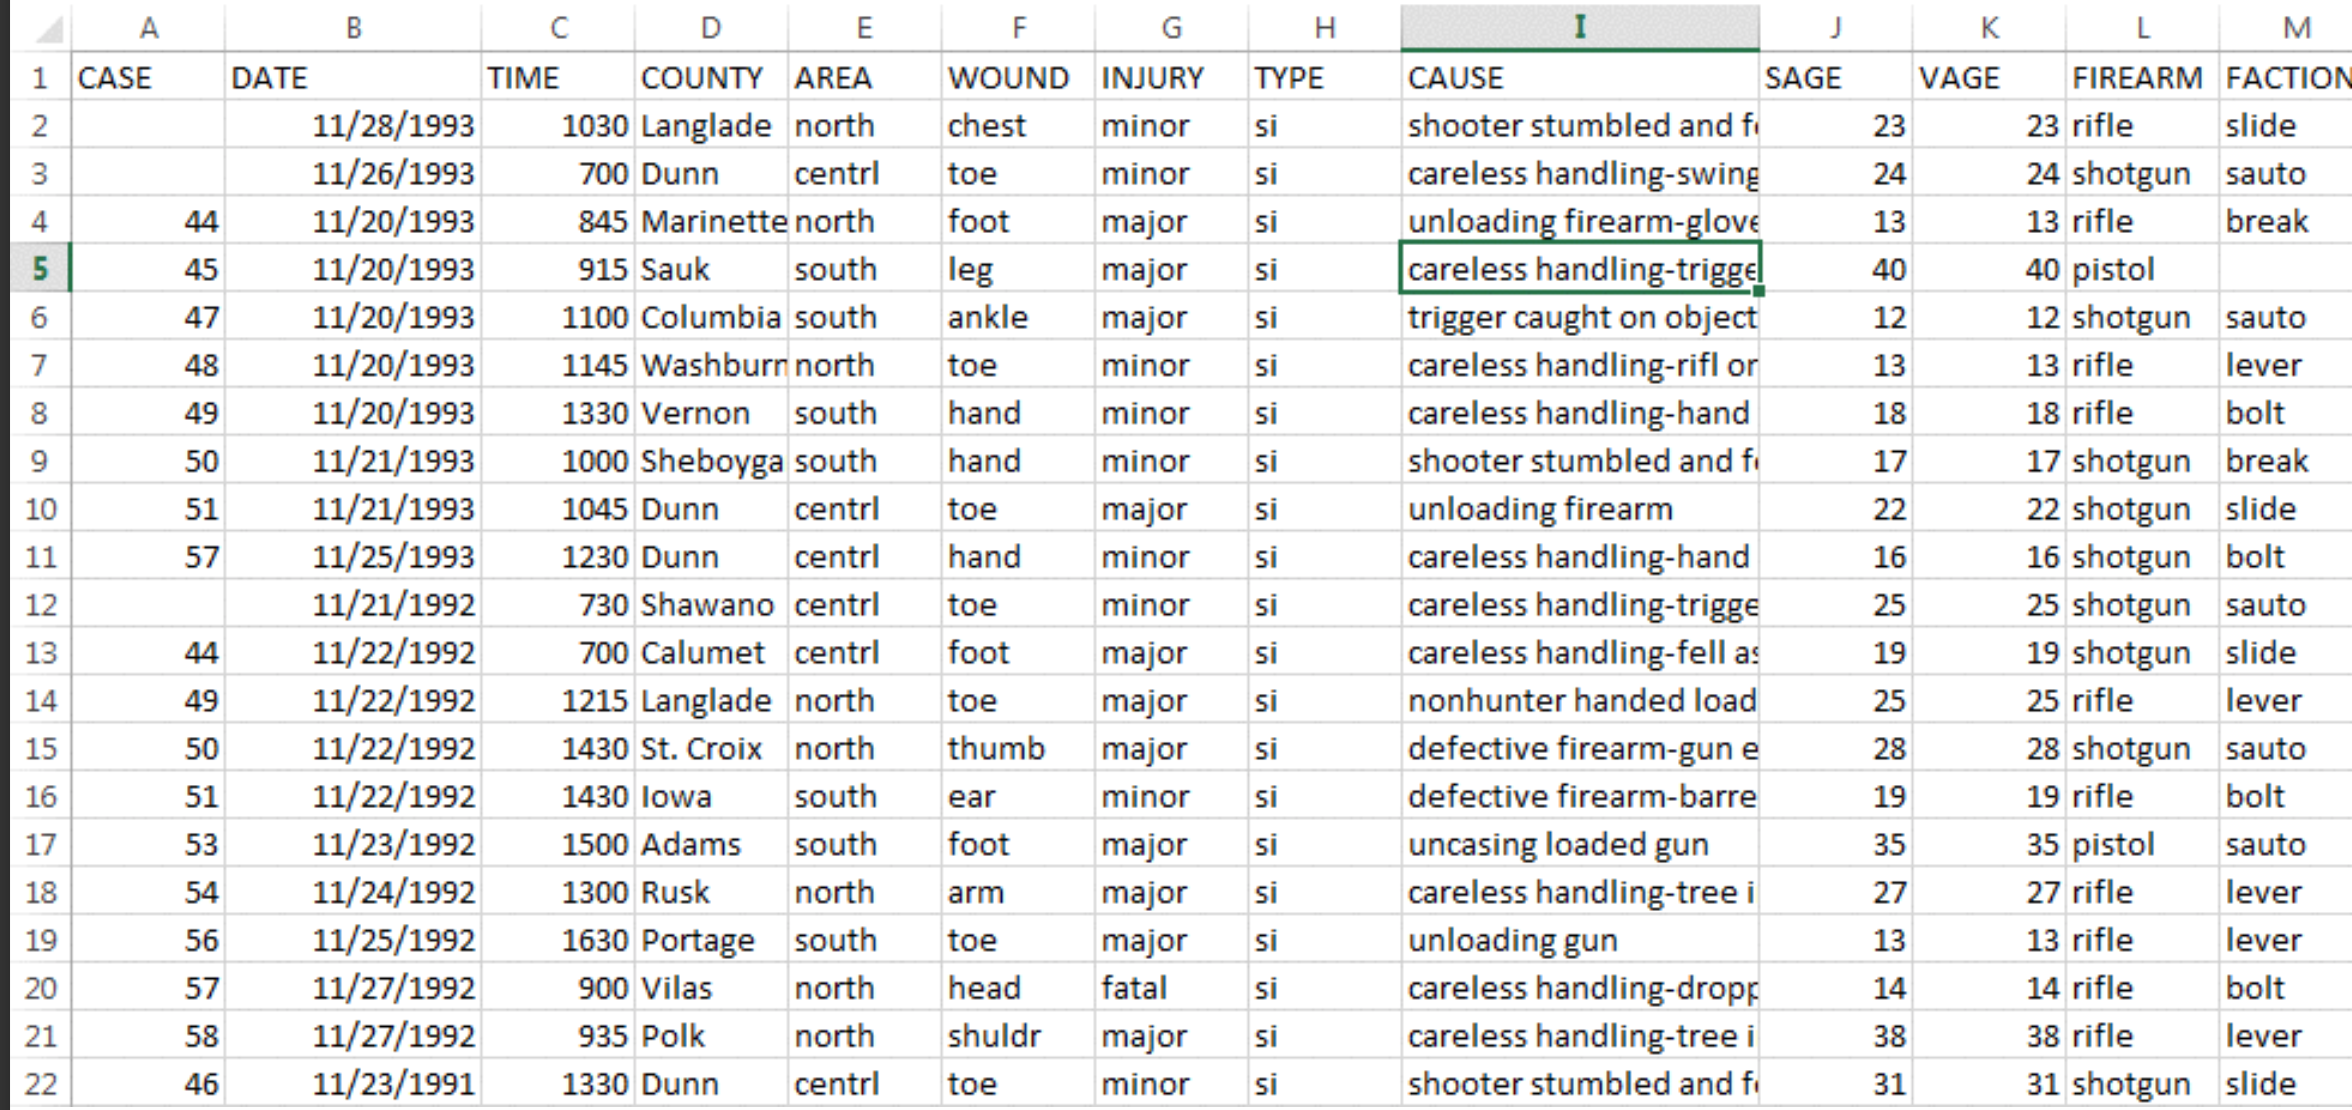 A B C D E F G H I J K L M
1 CASE DATE TIME COUNTY AREA WOUND INJURY TYPE CAUSE SAGE VAGE FIREARM FACTION
2 11/28/1993 1030 Langlade north chest minor si shooter stumbled and f 23 23 rifle slide
3 11/26/1993 700 Dunn centrl toe minor si careless handling-swing 24 24 shotgun sauto
4 44 11/20/1993 845 Marinette north foot major si unloading firearm-glove 13 13 rifle break
5 45 11/20/1993 915 Sauk south leg major si careless handling-trigge 40 40 pistol
6 47 11/20/1993 1100 Columbia south ankle major si trigger caught on object 12 12 shotgun sauto
7 48 11/20/1993 1145 Washburn north toe minor si careless handling-rifl or 13 13 rifle lever
8 49 11/20/1993 1330 Vernon south hand minor si careless handling-hand 18 18 rifle bolt
9 50 11/21/1993 1000 Sheboyga south hand minor si shooter stumbled and f 17 17 shotgun break
10 51 11/21/1993 1045 Dunn centrl toe major si unloading firearm 22 22 shotgun slide
11 57 11/25/1993 1230 Dunn centrl hand minor si careless handling-hand 16 16 shotgun bolt
12 11/21/1992 730 Shawano centrl toe minor si careless handling-trigge 25 25 shotgun sauto
13 44 11/22/1992 700 Calumet centrl foot major si careless handling-fell as 19 19 shotgun slide
14 49 11/22/1992 1215 Langlade north toe major si nonhunter handed load 25 25 rifle lever
15 50 11/22/1992 1430 St. Croix north thumb major si defective firearm-gun e 28 28 shotgun sauto
16 51 11/22/1992 1430 Iowa south ear minor si defective firearm-barre 19 19 rifle bolt
17 53 11/23/1992 1500 Adams south foot major si uncasing loaded gun 35 35 pistol sauto
18 54 11/24/1992 1300 Rusk north arm major si careless handling-tree i 27 27 rifle lever
19 56 11/25/1992 1630 Portage south toe major si unloading gun 13 13 rifle lever
20 57 11/27/1992 900 Vilas north head fatal si careless handling-dropp 14 14 rifle bolt
21 58 11/27/1992 935 Polk north shuldr major si careless handling-tree i 38 38 rifle lever
22 46 11/23/1991 1330 Dunn centrl toe minor si shooter stumbled and f 31 31 shotgun slide